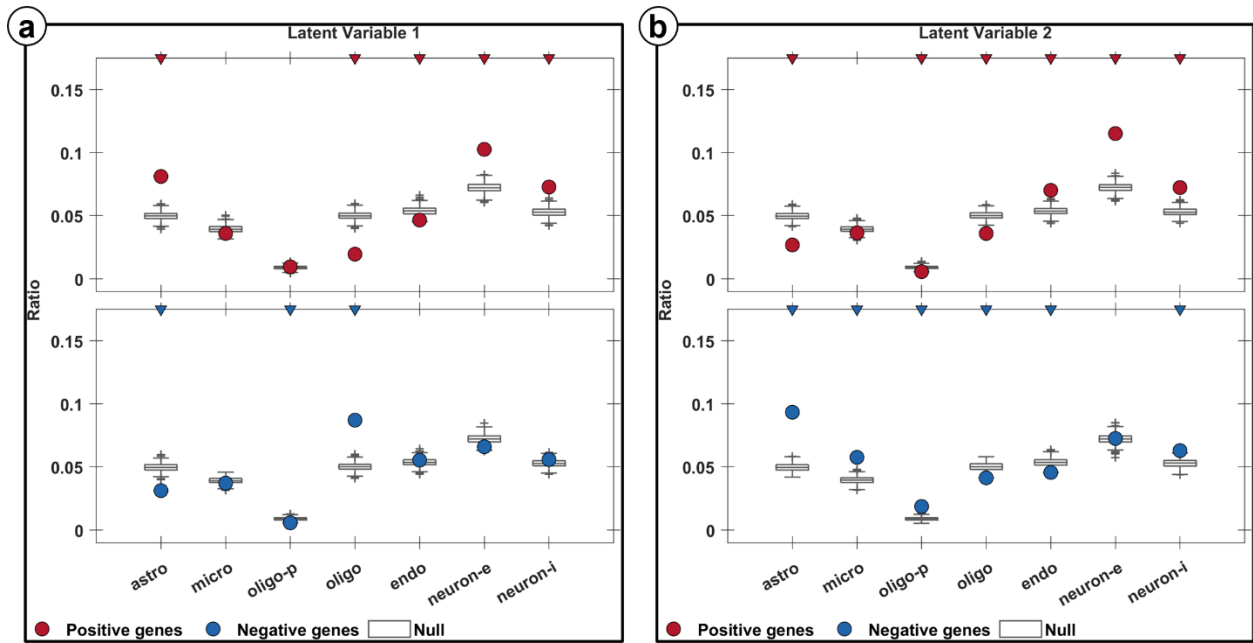 a
Latent Variable 1
Ratio
0.15
0.1
0.05
0
0.15
0.1
0.05
0
astro micro oligo-p oligo endo neuron-e neuron-i
Positive genes Negative genes Null
b
Latent Variable 2
Ratio
0.15
0.1
0.05
0
0.15
0.1
0.05
0
astro micro oligo-p oligo endo neuron-e neuron-i
Positive genes Negative genes Null